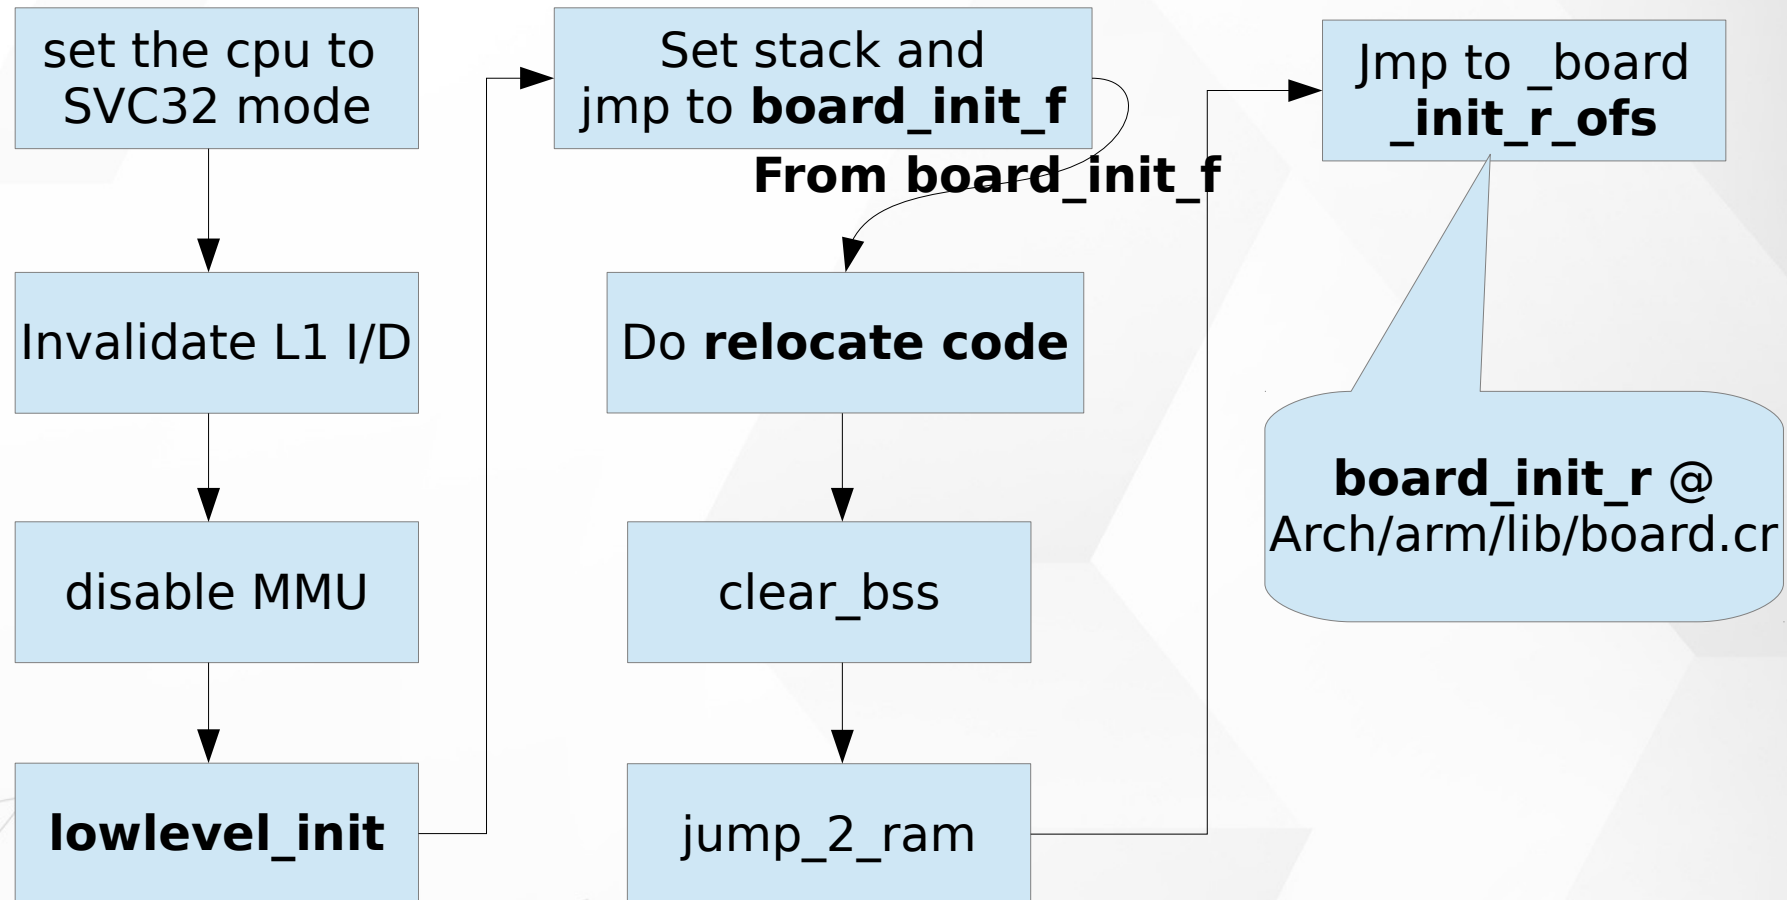 set the cpu to
SVC32 mode
Invalidate L1 I/D
disable MMU
lowlevel_init
Set stack and
jmp to board_init_f
From board_init_f
Do relocate code
clear_bss
jump_2_ram
Jmp to _board
_init_r_ofs
board_init_r @
Arch/arm/lib/board.cr